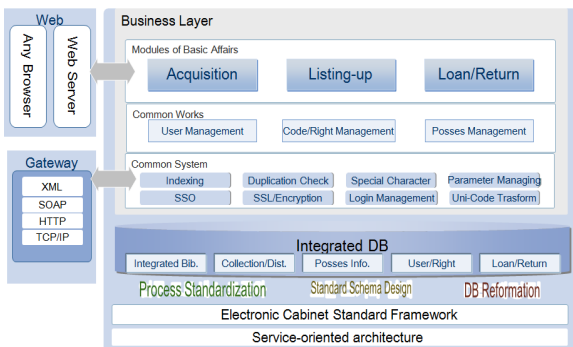 Web
Any Browser
Web Server
Gateway
XML
SOAP
HTTP
TCP/IP
Business Layer
Modules of Basic Affairs
Acquisition
Listing-up
Loan/Return
Common Works
User Management
Code/Right Management
Posses Management
Common System
Indexing
Duplication Check
Special Character
Parameter Managing
SSO
SSL/Encryption
Login Management
Uni-Code Trasform
Integrated DB
Integrated Bib.
Collection/Dist.
Posses Info.
User/Right
Loan/Return
Process Standardization
Standard Schema Design
DB Reformation
Electronic Cabinet Standard Framework
Service-oriented architecture